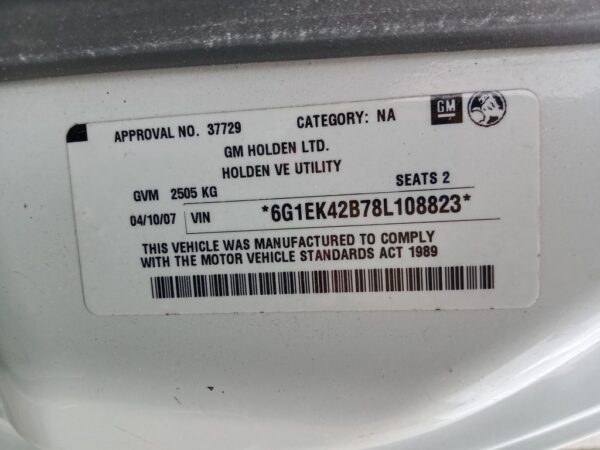 APPROVAL NO. 37729 CATEGORY: NA GM
GM HOLDEN LTD.
HOLDEN VE UTILITY
GVM 2505 KG SEATS 2
04/10/07 VIN *6G1EK42B78L108823*
THIS VEHICLE WAS MANUFACTURED TO COMPLY
WITH THE MOTOR VEHICLE STANDARDS ACT 1989